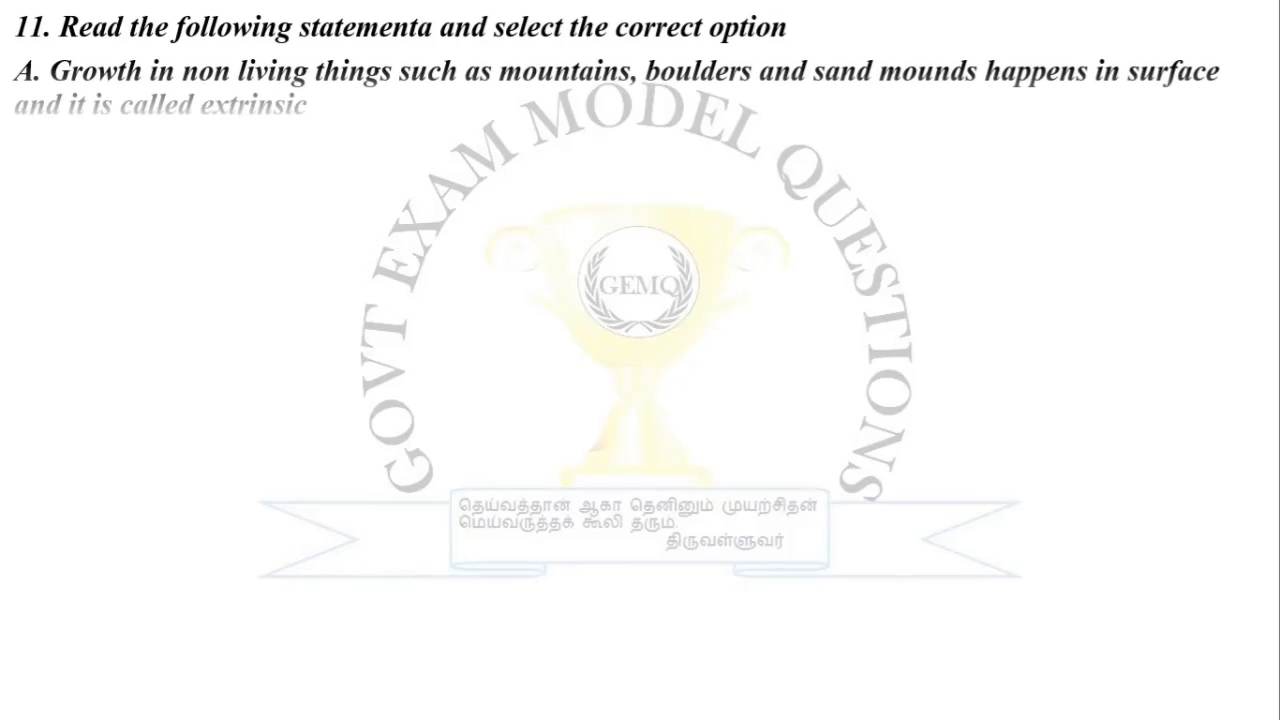 11. Read the following statementa and select the correct option
A. Growth in non living things such as mountains, boulders and sand mounds happens in surface
and it is called extrinsic
GOVT EXAM MODEL QUESTIONS
GEMQ
தெய்வத்தான் ஆகா தெனினும் முயற்சிதன்
மெய்வருத்தக் கூலி தரும்.
திருவள்ளுவர்